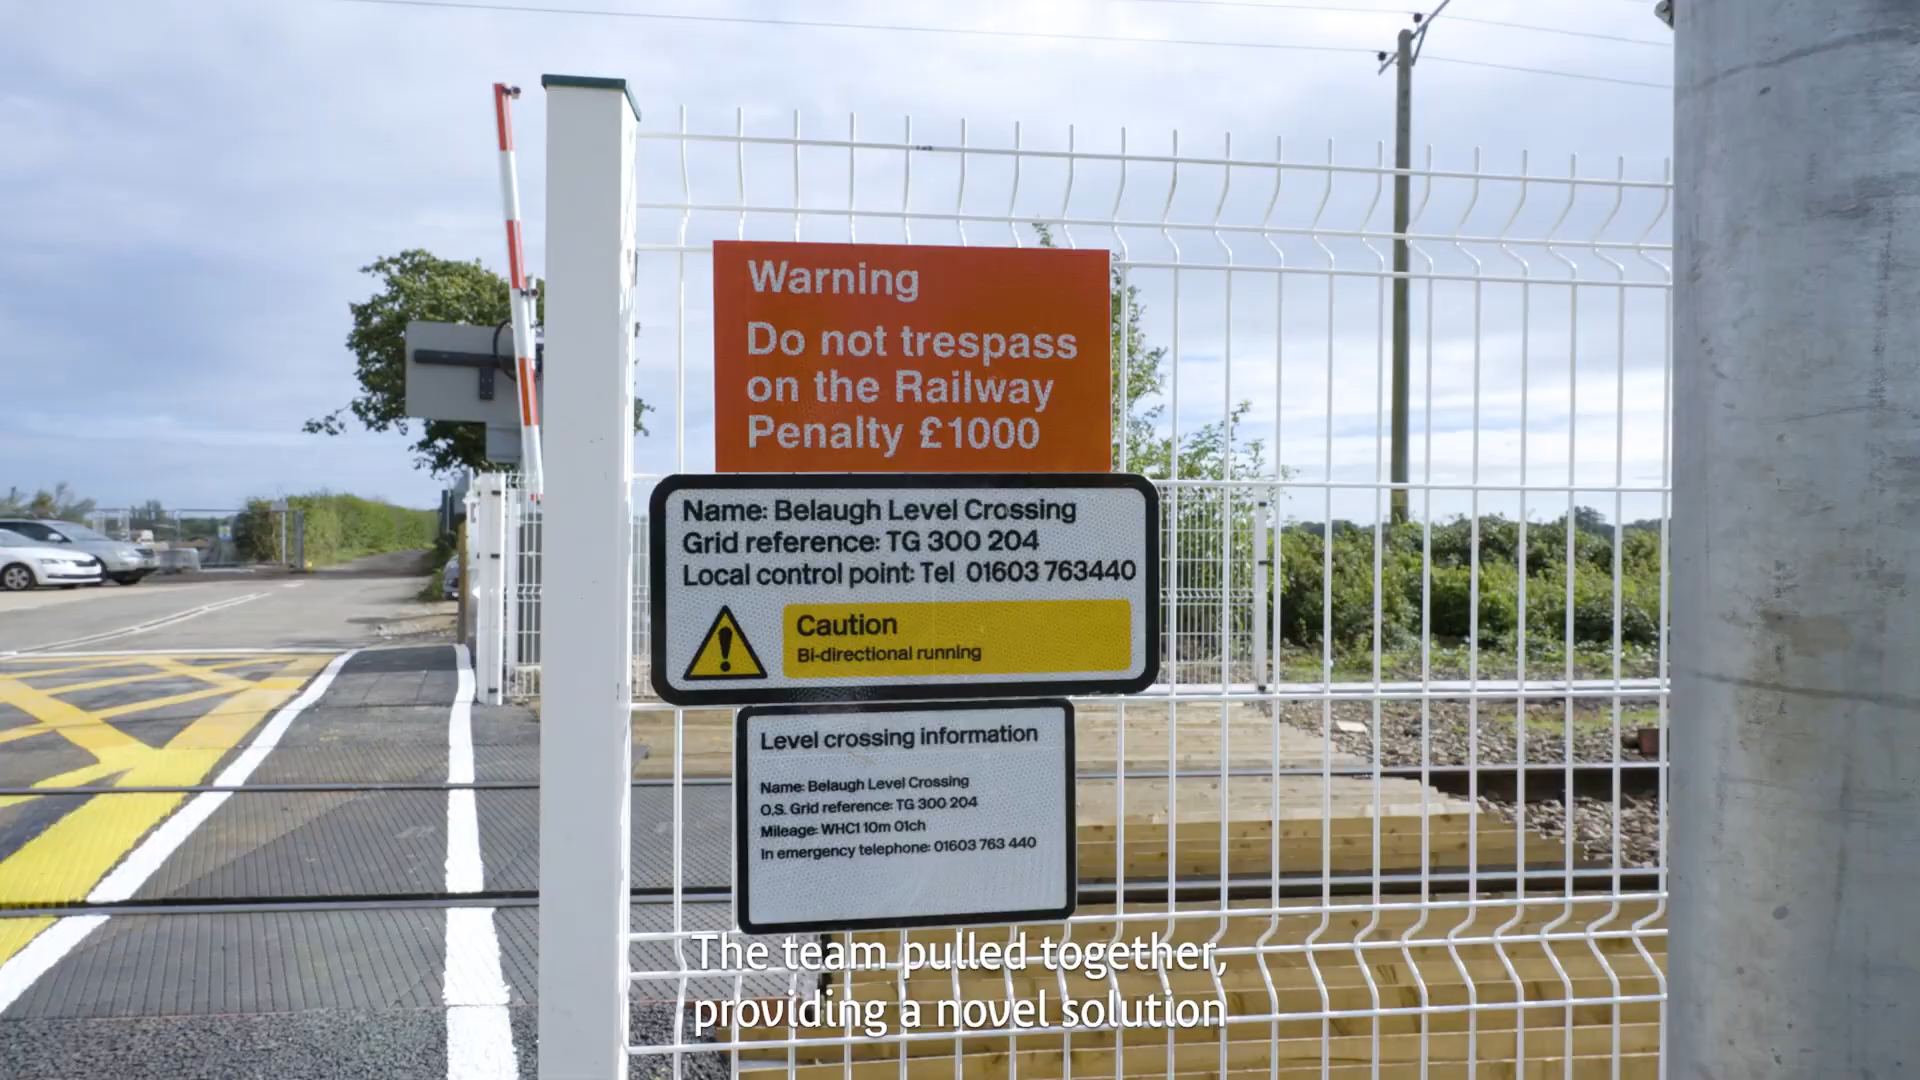 Warning
Do not trespass
on the Railway
Penalty £1000
Name: Belaugh Level Crossing
Grid reference: TG 300 204
Local control point: Tel 01603 763440
Caution
Bi-directional running
Level crossing information
Name: Belaugh Level Crossing
O.S. Grid reference: TG 300 204
Mileage: WHC1 10m 01ch
In emergency telephone: 01603 763 440
The team pulled together,
providing a novel solution